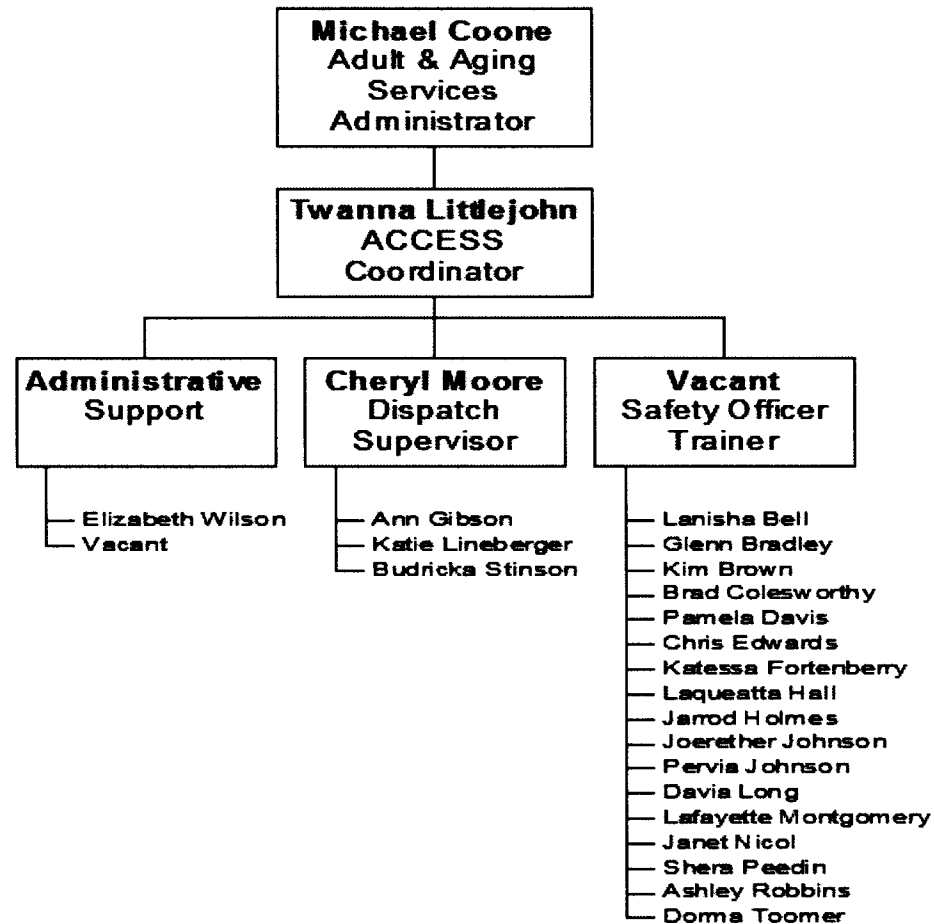 Michael Coone
Adult & Aging
Services
Administrator
Twanna Littlejohn
ACCESS
Coordinator
Administrative
Support
Elizabeth Wilson
Vacant
Cheryl Moore
Dispatch
Supervisor
Ann Gibson
Katie Lineberger
Budricka Stinson
Vacant
Safety Officer
Trainer
Lanisha Bell
Glenn Bradley
Kim Brown
Brad Colesworthy
Pamela Davis
Chris Edwards
Katessa Fortenberry
Laqueatta Hall
Jarrod Holmes
Joerether Johnson
Pervia Johnson
Davia Long
Lafayette Montgomery
Janet Nicol
Shera Peedin
Ashley Robbins
Dorma Toomer